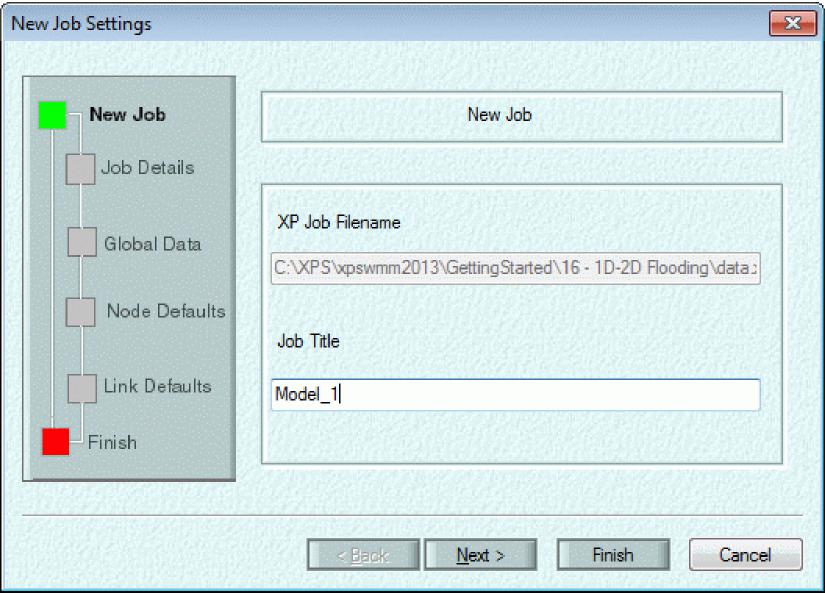 New Job Settings
New Job
Job Details
Global Data
Node Defaults
Link Defaults
Finish
New Job
XP Job Filename
C:\XPS\xpswmm2013\GettingStarted\16 - 1D-2D Flooding\data.
Job Title
Model_1
< Back
Next >
Finish
Cancel